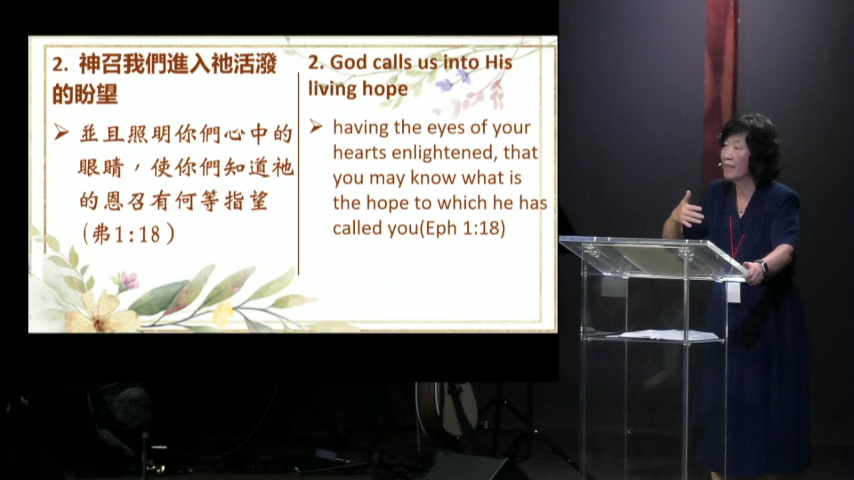 2. 神召我們進入祂活潑
的盼望
➢ 並且照明你們心中的
眼睛，使你們知道祂
的恩召有何等指望
(弗1:18)
2. God calls us into His
living hope
➢ having the eyes of your
hearts enlightened, that
you may know what is
the hope to which he has
called you(Eph 1:18)